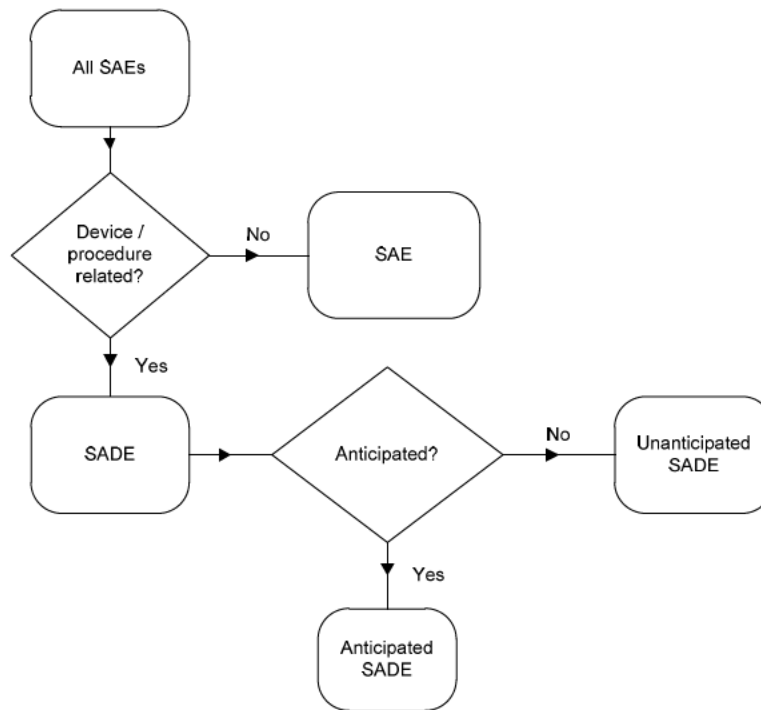 All SAEs
Device /
procedure
related?
No
SAE
Yes
SADE
Anticipated?
No
Unanticipated
SADE
Yes
Anticipated
SADE